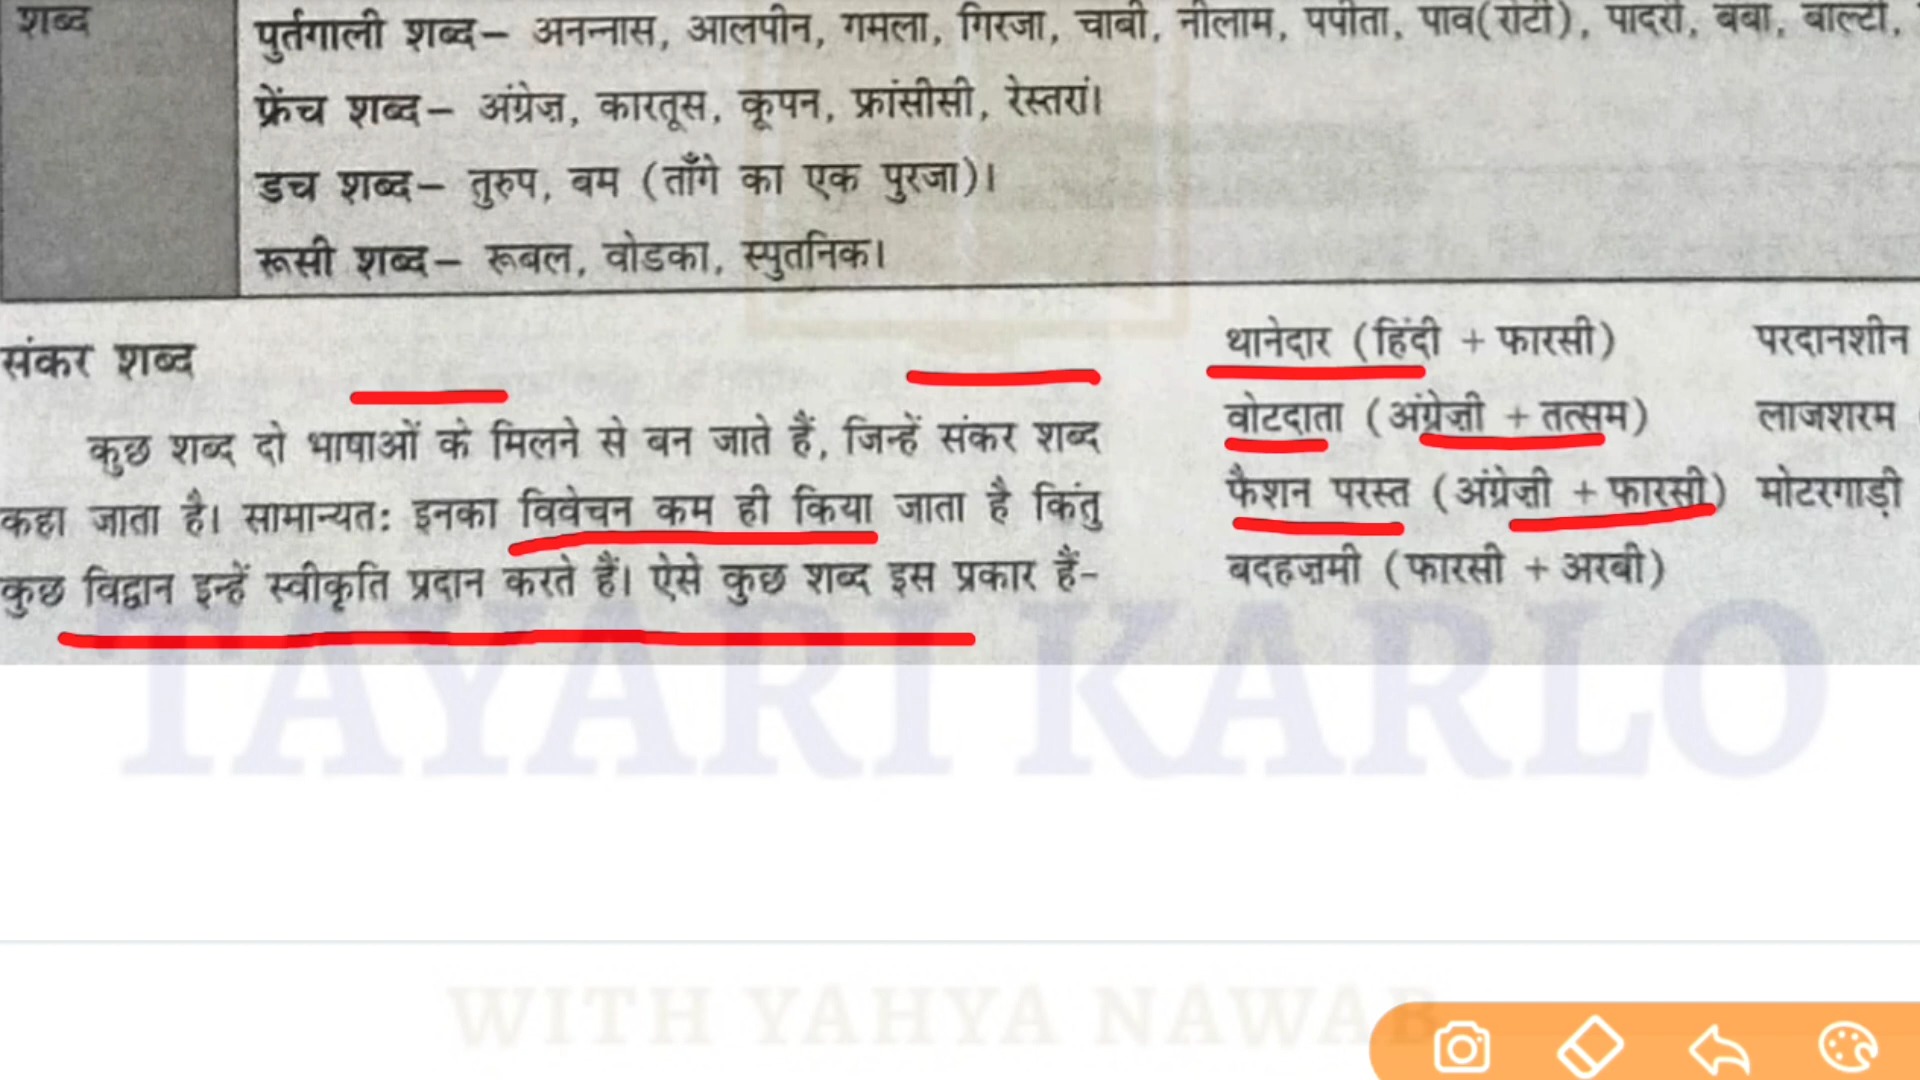 शब्द
पुर्तगाली शब्द– अनन्नास, आलपीन, गमला, गिरजा, चाबी, नीलाम, पपीता, पाव(रोटी), पादरी, बंबा, बाल्टी,
फ्रेंच शब्द– अंग्रेज़, कारतूस, कूपन, फ्रांसीसी, रेस्तरां।
डच शब्द– तुरुप, बम (ताँगे का एक पुरजा)।
रूसी शब्द– रूबल, वोडका, स्पुतनिक।
संकर शब्द
कुछ शब्द दो भाषाओं के मिलने से बन जाते हैं, जिन्हें संकर शब्द
कहा जाता है। सामान्यतः इनका विवेचन कम ही किया जाता है किंतु
कुछ विद्वान इन्हें स्वीकृति प्रदान करते हैं। ऐसे कुछ शब्द इस प्रकार हैं–
थानेदार (हिंदी + फारसी) परदानशीन
वोटदाता (अंग्रेज़ी + तत्सम) लाजशरम
फैशन परस्त (अंग्रेज़ी + फारसी) मोटरगाड़ी
बदहज़मी (फारसी + अरबी)
TAYARI KARLO
WITH YAHYA NAWAB